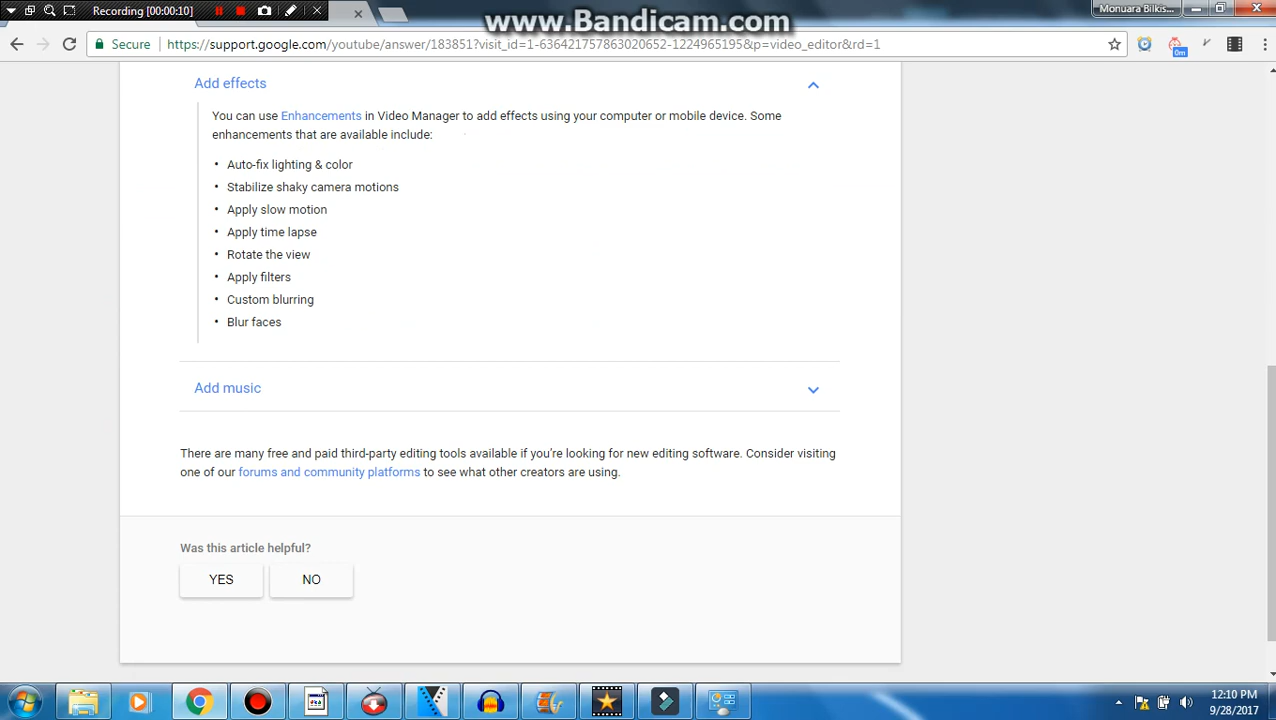 Recording [00:00:10]
www.Bandicam.com
Monuara Bilkis...
Secure
https://support.google.com/youtube/answer/183851?visit_id=1-636421757863020652-1224965195&p=video_editor&rd=1
0m
Add effects
You can use Enhancements in Video Manager to add effects using your computer or mobile device. Some
enhancements that are available include:
• Auto-fix lighting & color
• Stabilize shaky camera motions
• Apply slow motion
• Apply time lapse
• Rotate the view
• Apply filters
• Custom blurring
• Blur faces
Add music
There are many free and paid third-party editing tools available if you're looking for new editing software. Consider visiting
one of our forums and community platforms to see what other creators are using.
Was this article helpful?
YES NO
12:10 PM
9/28/2017